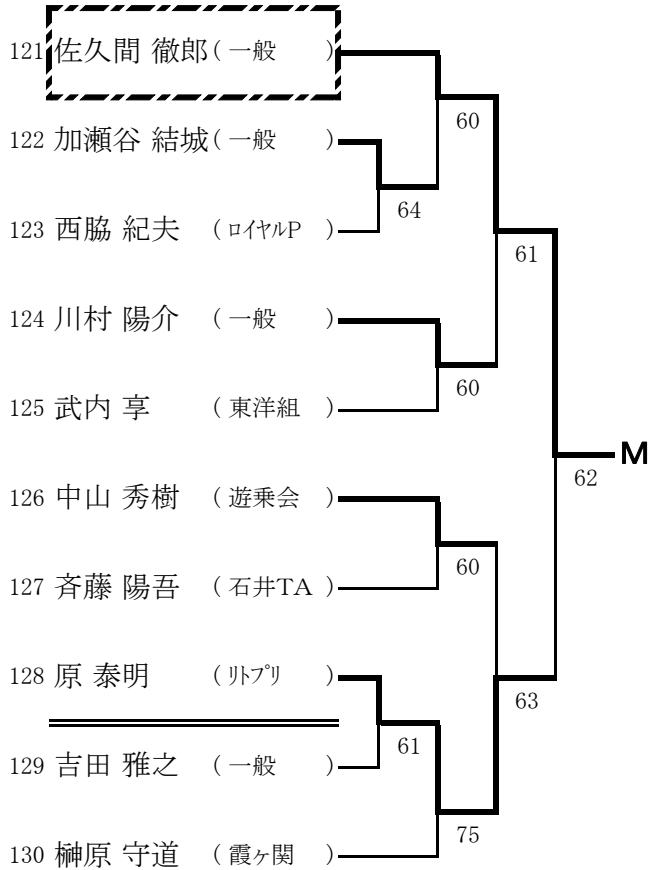 121 佐久間 徹郎 ( 一般 )
60
122 加瀬谷 結城 ( 一般 )
64
123 西脇 紀夫 ( ロイヤルP )
61
124 川村 陽介 ( 一般 )
60
125 武内 享 ( 東洋組 )
M
62
126 中山 秀樹 ( 遊乗会 )
60
127 斉藤 陽吾 ( 石井TA )
128 原 泰明 ( リトプリ )
63
61
129 吉田 雅之 ( 一般 )
75
130 榊原 守道 ( 霞ヶ関 )